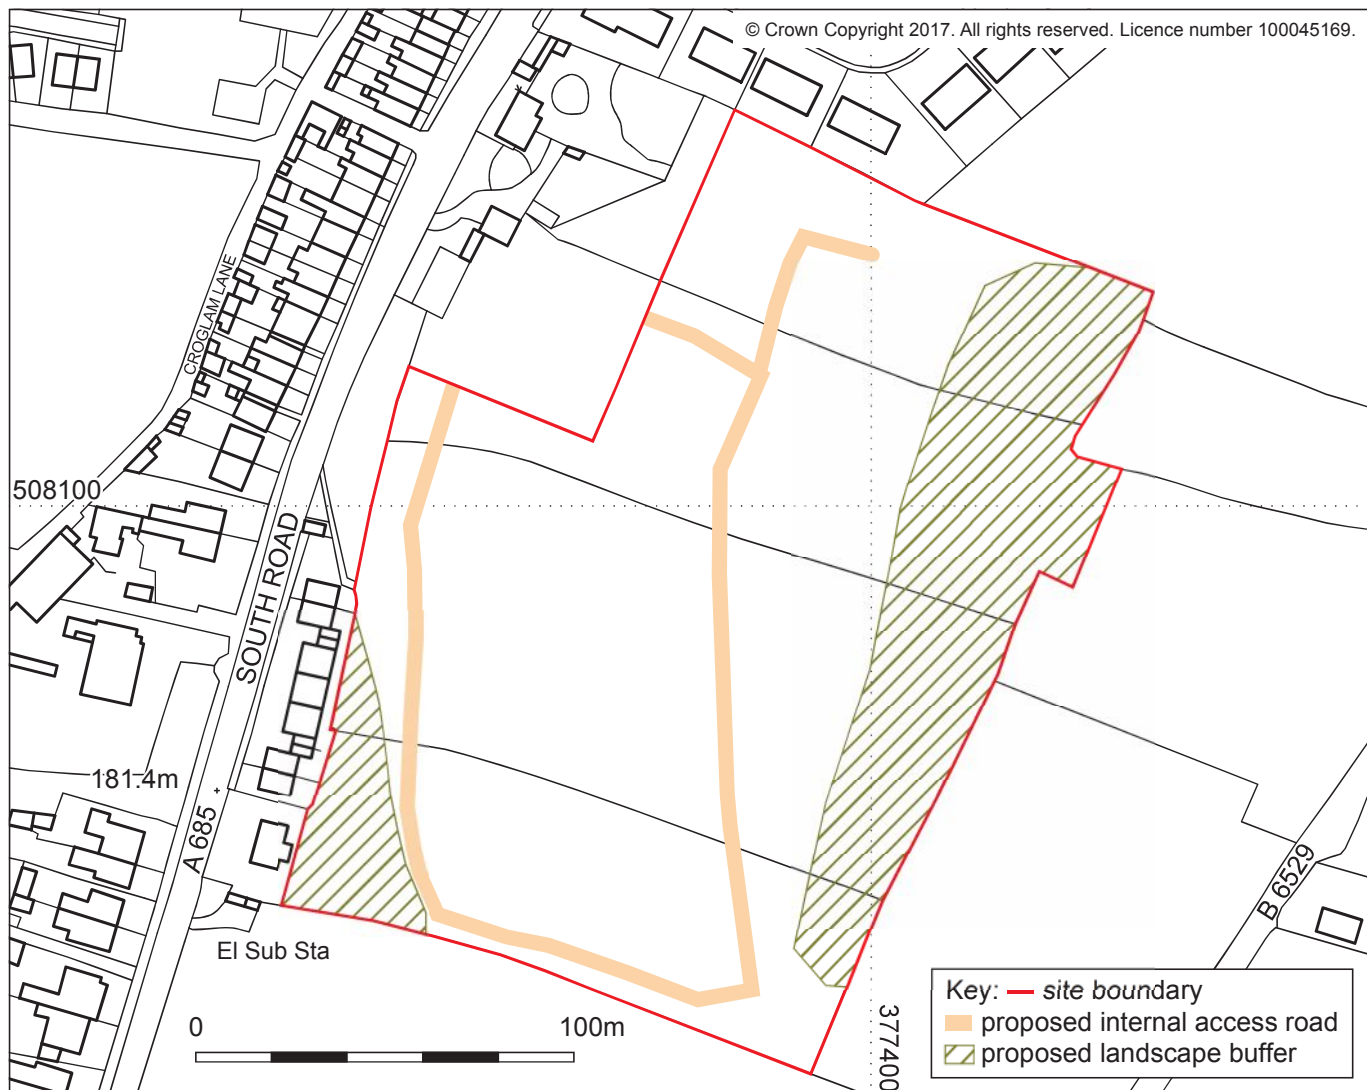 © Crown Copyright 2017. All rights reserved. Licence number 100045169.
CROGLAM LANE
508100
SOUTH ROAD
181.4m
A 685
B 6529
El Sub Sta
377400
0 100m
Key: site boundary
proposed internal access road
proposed landscape buffer